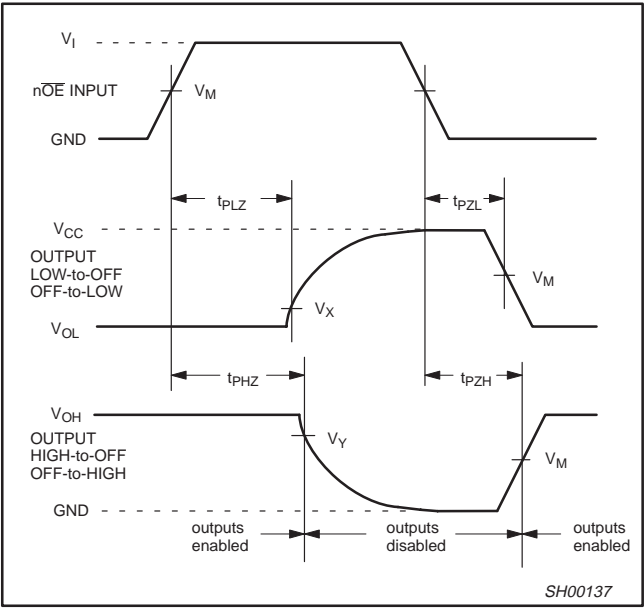 V_I
nOE INPUT
V_M
GND
t_PLZ
t_PZL
V_CC
OUTPUT
LOW-to-OFF
OFF-to-LOW
V_M
V_X
V_OL
t_PHZ
t_PZH
V_OH
OUTPUT
HIGH-to-OFF
OFF-to-HIGH
V_Y
V_M
GND
outputs
enabled
outputs
disabled
outputs
enabled
SH00137